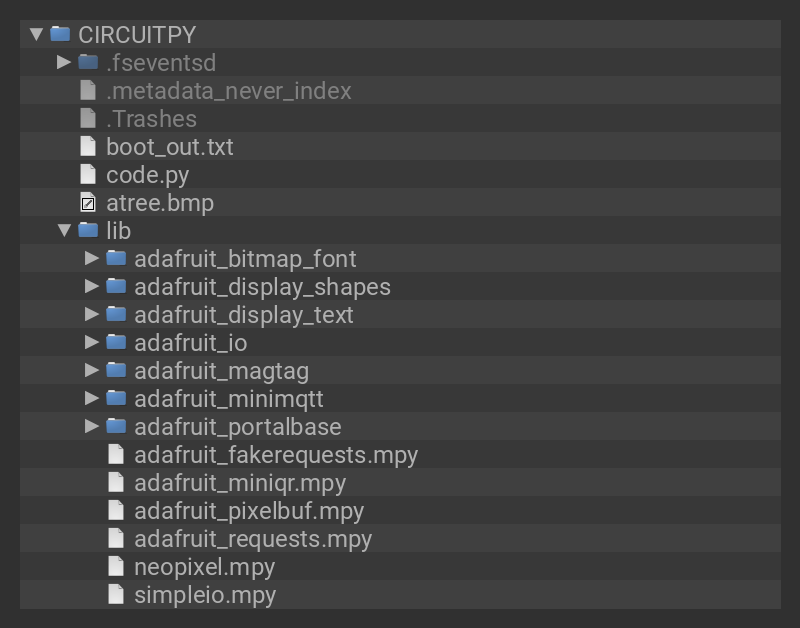 CIRCUITPY
.fseventsd
.metadata_never_index
.Trashes
boot_out.txt
code.py
atree.bmp
lib
adafruit_bitmap_font
adafruit_display_shapes
adafruit_display_text
adafruit_io
adafruit_magtag
adafruit_minimqtt
adafruit_portalbase
adafruit_fakerequests.mpy
adafruit_miniqr.mpy
adafruit_pixelbuf.mpy
adafruit_requests.mpy
neopixel.mpy
simpleio.mpy